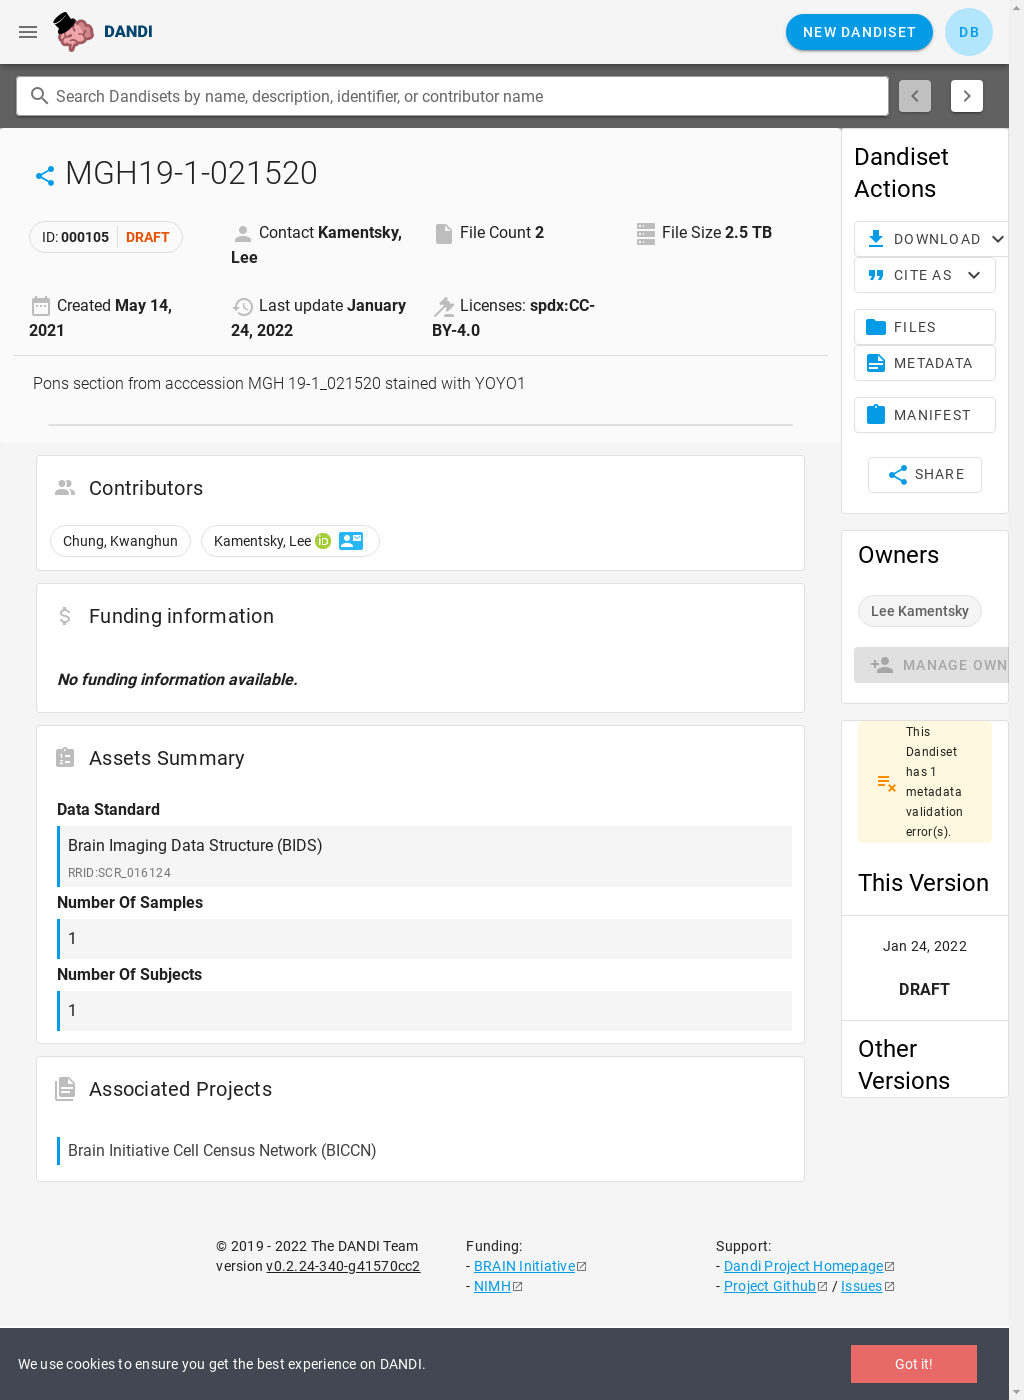 DANDI
NEW DANDISET
DB
Search Dandisets by name, description, identifier, or contributor name
MGH19-1-021520
ID: 000105 DRAFT
Contact Kamentsky, Lee
File Count 2
File Size 2.5 TB
Created May 14, 2021
Last update January 24, 2022
Licenses: spdx:CC-BY-4.0
Pons section from acccession MGH 19-1_021520 stained with YOYO1
Contributors
Chung, Kwanghun
Kamentsky, Lee iD
Funding information
No funding information available.
Assets Summary
Data Standard
Brain Imaging Data Structure (BIDS)
RRID:SCR_016124
Number Of Samples
1
Number Of Subjects
1
Associated Projects
Brain Initiative Cell Census Network (BICCN)
Dandiset
Actions
DOWNLOAD
CITE AS
FILES
METADATA
MANIFEST
SHARE
Owners
Lee Kamentsky
MANAGE OWN
This
Dandiset
has 1
metadata
validation
error(s).
This Version
Jan 24, 2022
DRAFT
Other
Versions
© 2019 - 2022 The DANDI Team
version v0.2.24-340-g41570cc2
Funding:
- BRAIN Initiative
- NIMH
Support:
- Dandi Project Homepage
- Project Github / Issues
We use cookies to ensure you get the best experience on DANDI.
Got it!